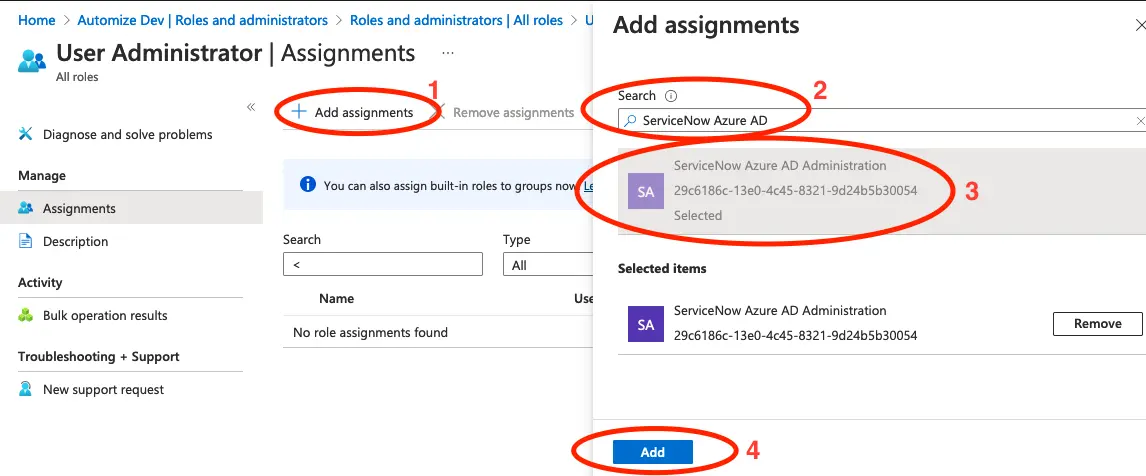 Home > Automize Dev | Roles and administrators > Roles and administrators | All roles > U
User Administrator | Assignments ...
All roles
«
Diagnose and solve problems
Manage
Assignments
Description
Activity
Bulk operation results
Troubleshooting + Support
New support request
1
+ Add assignments
Remove assignments
You can also assign built-in roles to groups now. Le
Search
<
Type
All
Name
Use
No role assignments found
Add assignments
Search
2
ServiceNow Azure AD
SA
ServiceNow Azure AD Administration
29c6186c-13e0-4c45-8321-9d24b5b30054
Selected
3
Selected items
SA
ServiceNow Azure AD Administration
29c6186c-13e0-4c45-8321-9d24b5b30054
Remove
Add
4